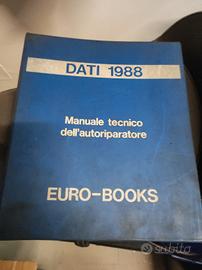 DATI 1988
Manuale tecnico
dell'autoriparatore
EURO-BOOKS
subito